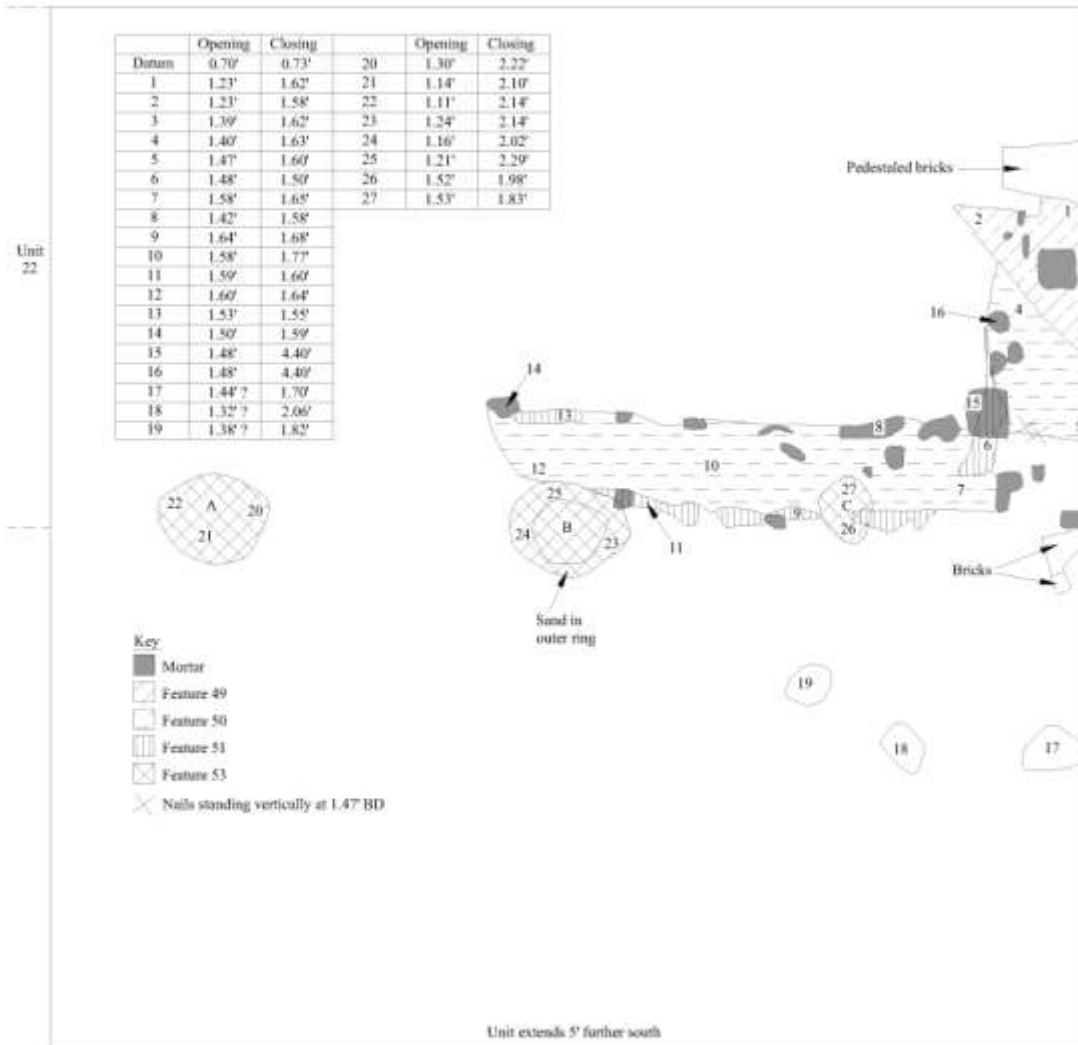 Opening Closing Opening Closing
Datum 0.70' 0.73' 20 1.30' 2.22'
1 1.23' 1.62' 21 1.14' 2.10'
2 1.23' 1.58' 22 1.11' 2.14'
3 1.39' 1.62' 23 1.24' 2.14'
4 1.40' 1.63' 24 1.16' 2.02'
5 1.47' 1.60' 25 1.21' 2.29'
6 1.48' 1.50' 26 1.52' 1.98'
7 1.58' 1.65' 27 1.53' 1.83'
8 1.42' 1.58'
9 1.64' 1.68'
10 1.58' 1.77'
11 1.59' 1.60'
12 1.60' 1.64'
13 1.53' 1.55'
14 1.50' 1.59'
15 1.48' 4.40'
16 1.48' 4.40'
17 1.44' ? 1.70'
18 1.32' ? 2.06'
19 1.38' ? 1.82'
Unit
22
Pedestaled bricks
2
1
16
4
14
13
15
8
6
12
10
7
25
27
22
A
20
21
24
B
23
C
26
9
11
Bricks
Sand in
outer ring
19
18
17
Key
Mortar
Feature 49
Feature 50
Feature 51
Feature 53
Nails standing vertically at 1.47' BD
Unit extends 5' further south